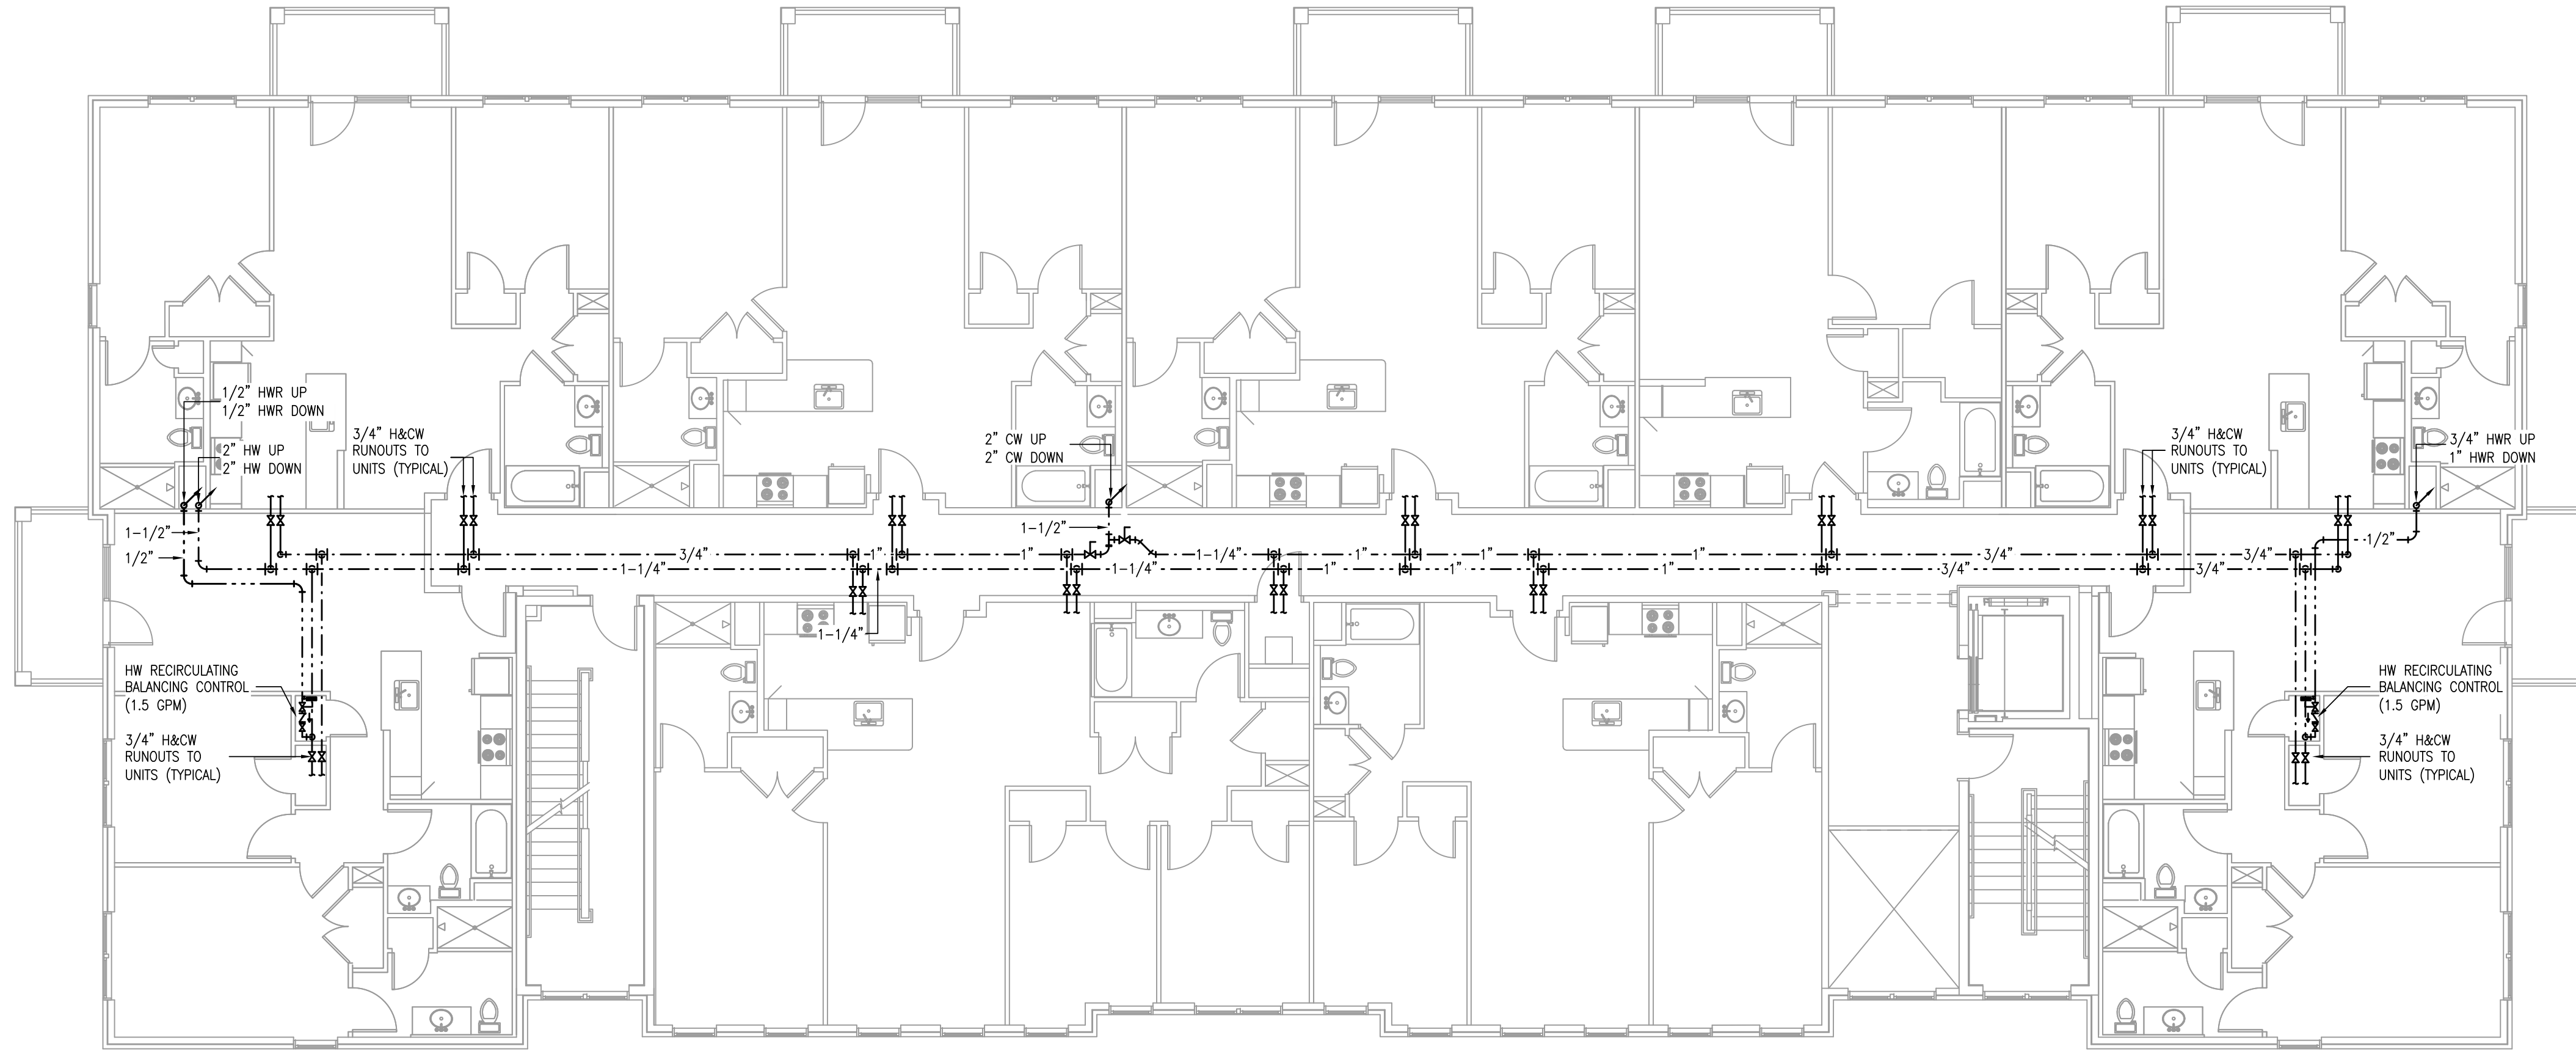 1/2" HWR UP
1/2" HWR DOWN
2" HW UP
2" HW DOWN
3/4" H&CW
RUNOUTS TO
UNITS (TYPICAL)
2" CW UP
2" CW DOWN
3/4" H&CW
RUNOUTS TO
UNITS (TYPICAL)
3/4" HWR UP
1" HWR DOWN
1-1/2"
1/2"
1-1/2"
1/2"
3/4"
1"
1"
1-1/4"
1"
1"
1"
3/4"
3/4"
1-1/4"
1-1/4"
1"
1"
1"
3/4"
3/4"
1-1/4"
HW RECIRCULATING
BALANCING CONTROL
(1.5 GPM)
3/4" H&CW
RUNOUTS TO
UNITS (TYPICAL)
HW RECIRCULATING
BALANCING CONTROL
(1.5 GPM)
3/4" H&CW
RUNOUTS TO
UNITS (TYPICAL)